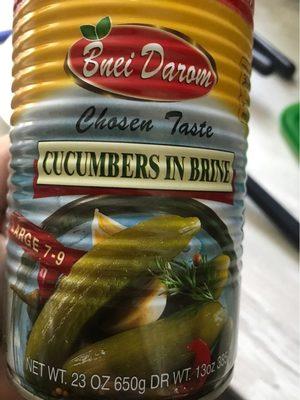 Bnei Darom
Chosen Taste
CUCUMBERS IN BRINE
LARGE 7-9
NET WT. 23 OZ 650g DR WT. 13oz